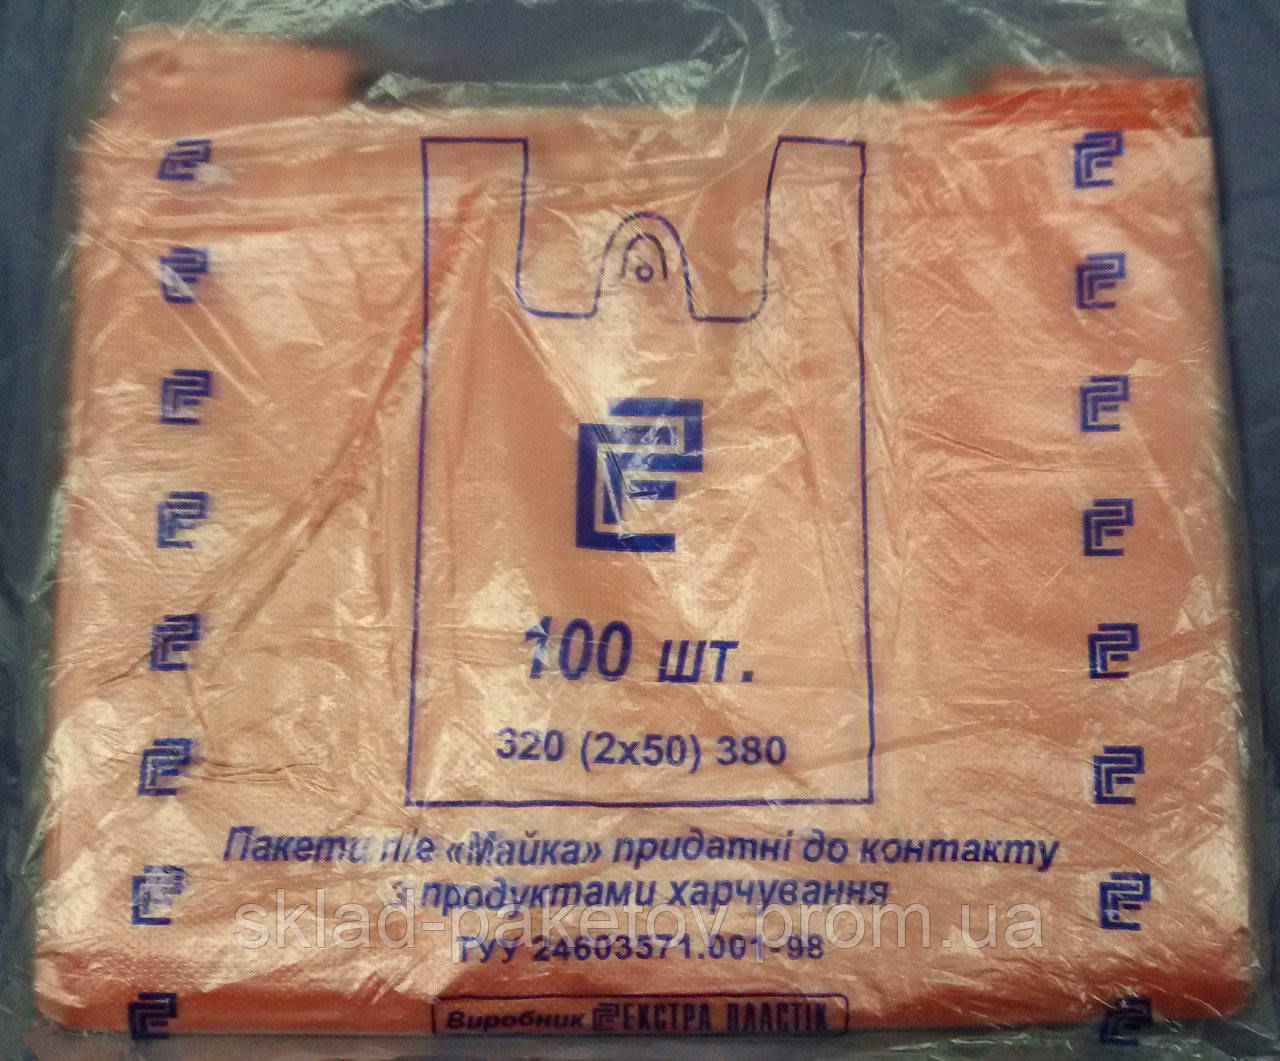 100 шт.
320 (2x50) 380
Пакети п/е «Майка» придатні до контакту
з продуктами харчування
sklad-paketov.prom.ua
ТУУ 24603571.001-98
Виробник ЕКСТРА ПЛАСТІК